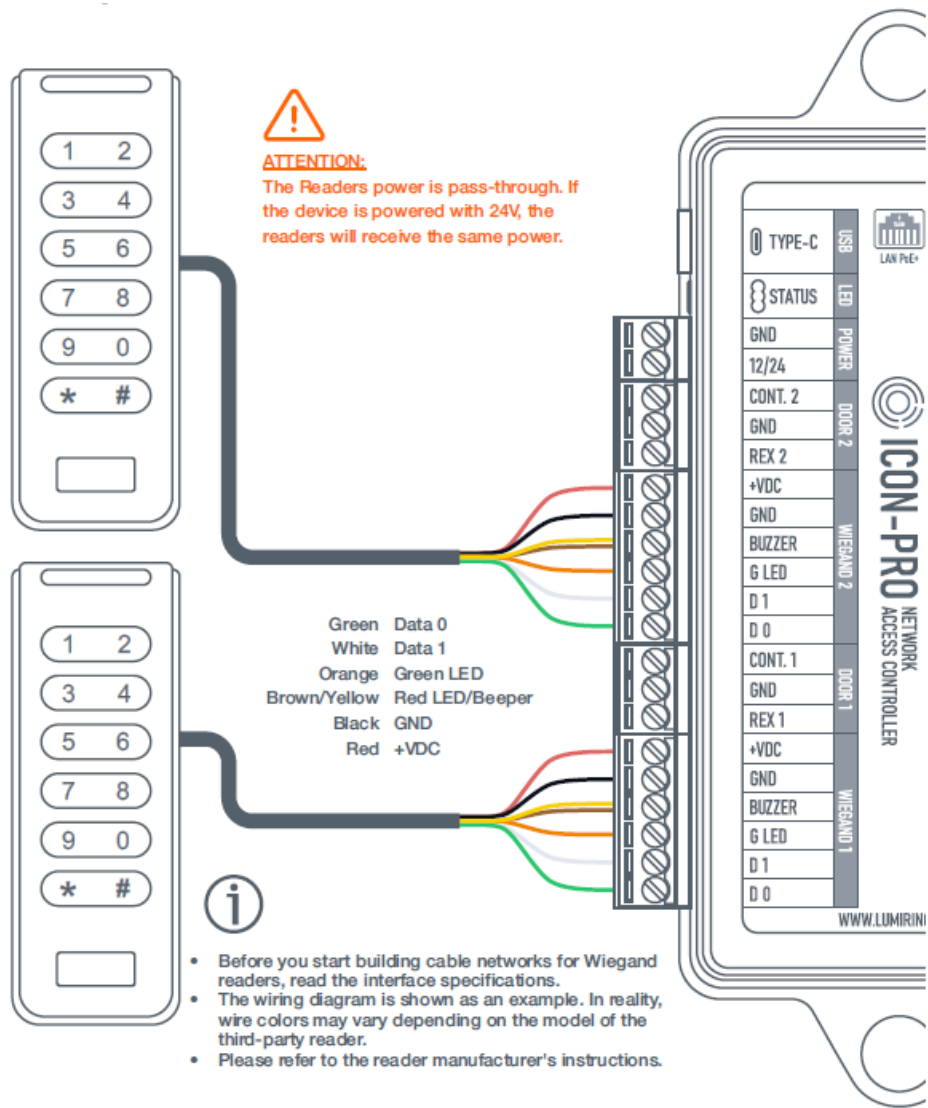 1 2
3 4
5 6
7 8
9 0
* #
ATTENTION:
The Readers power is pass-through. If
the device is powered with 24V, the
readers will receive the same power.
TYPE-C
USB
LAN PoE+
STATUS
LED
GND
12/24
POWER
CONT. 2
GND
REX 2
DOOR 2
+VDC
GND
BUZZER
G LED
D 1
D 0
WIEGAND 2
CONT. 1
GND
REX 1
DOOR 1
+VDC
GND
BUZZER
G LED
D 1
D 0
WIEGAND 1
ICON-PRO
NETWORK
ACCESS CONTROLLER
WWW.LUMIRIN
Green Data 0
White Data 1
Orange Green LED
Brown/Yellow Red LED/Beeper
Black GND
Red +VDC
1 2
3 4
5 6
7 8
9 0
* #
i
• Before you start building cable networks for Wiegand
readers, read the interface specifications.
• The wiring diagram is shown as an example. In reality,
wire colors may vary depending on the model of the
third-party reader.
• Please refer to the reader manufacturer's instructions.